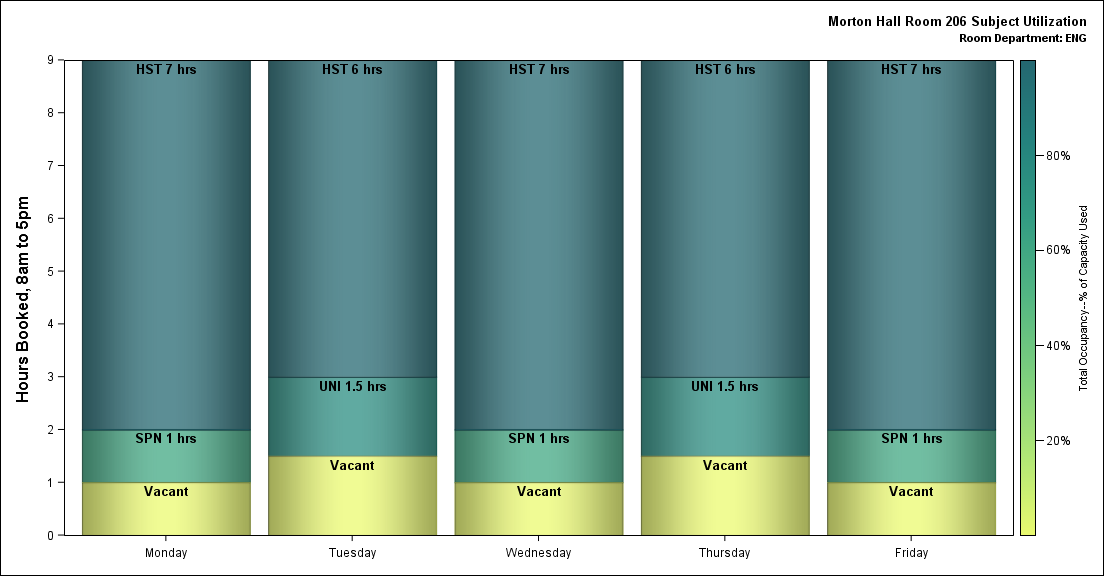 Morton Hall Room 206 Subject Utilization
Room Department: ENG
Hours Booked, 8am to 5pm
9
8
7
6
5
4
3
2
1
0
HST 7 hrs
SPN 1 hrs
Vacant
HST 6 hrs
UNI 1.5 hrs
Vacant
HST 7 hrs
SPN 1 hrs
Vacant
HST 6 hrs
UNI 1.5 hrs
Vacant
HST 7 hrs
SPN 1 hrs
Vacant
Monday
Tuesday
Wednesday
Thursday
Friday
80%
60%
40%
20%
Total Occupancy--% of Capacity Used